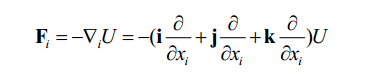 𝐅ᵢ = −∇ᵢU = −(𝐢 ∂/∂xᵢ + 𝐣 ∂/∂xᵢ + 𝐤 ∂/∂xᵢ)U